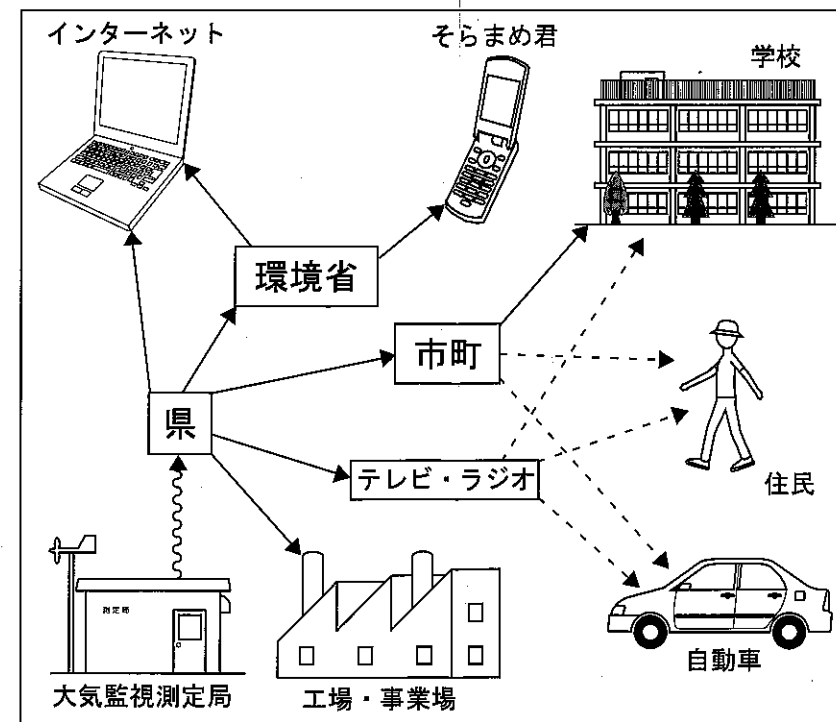 インターネット
そらまめ君
学校
環境省
市町
県
テレビ・ラジオ
住民
測定局
自動車
大気監視測定局
工場・事業場